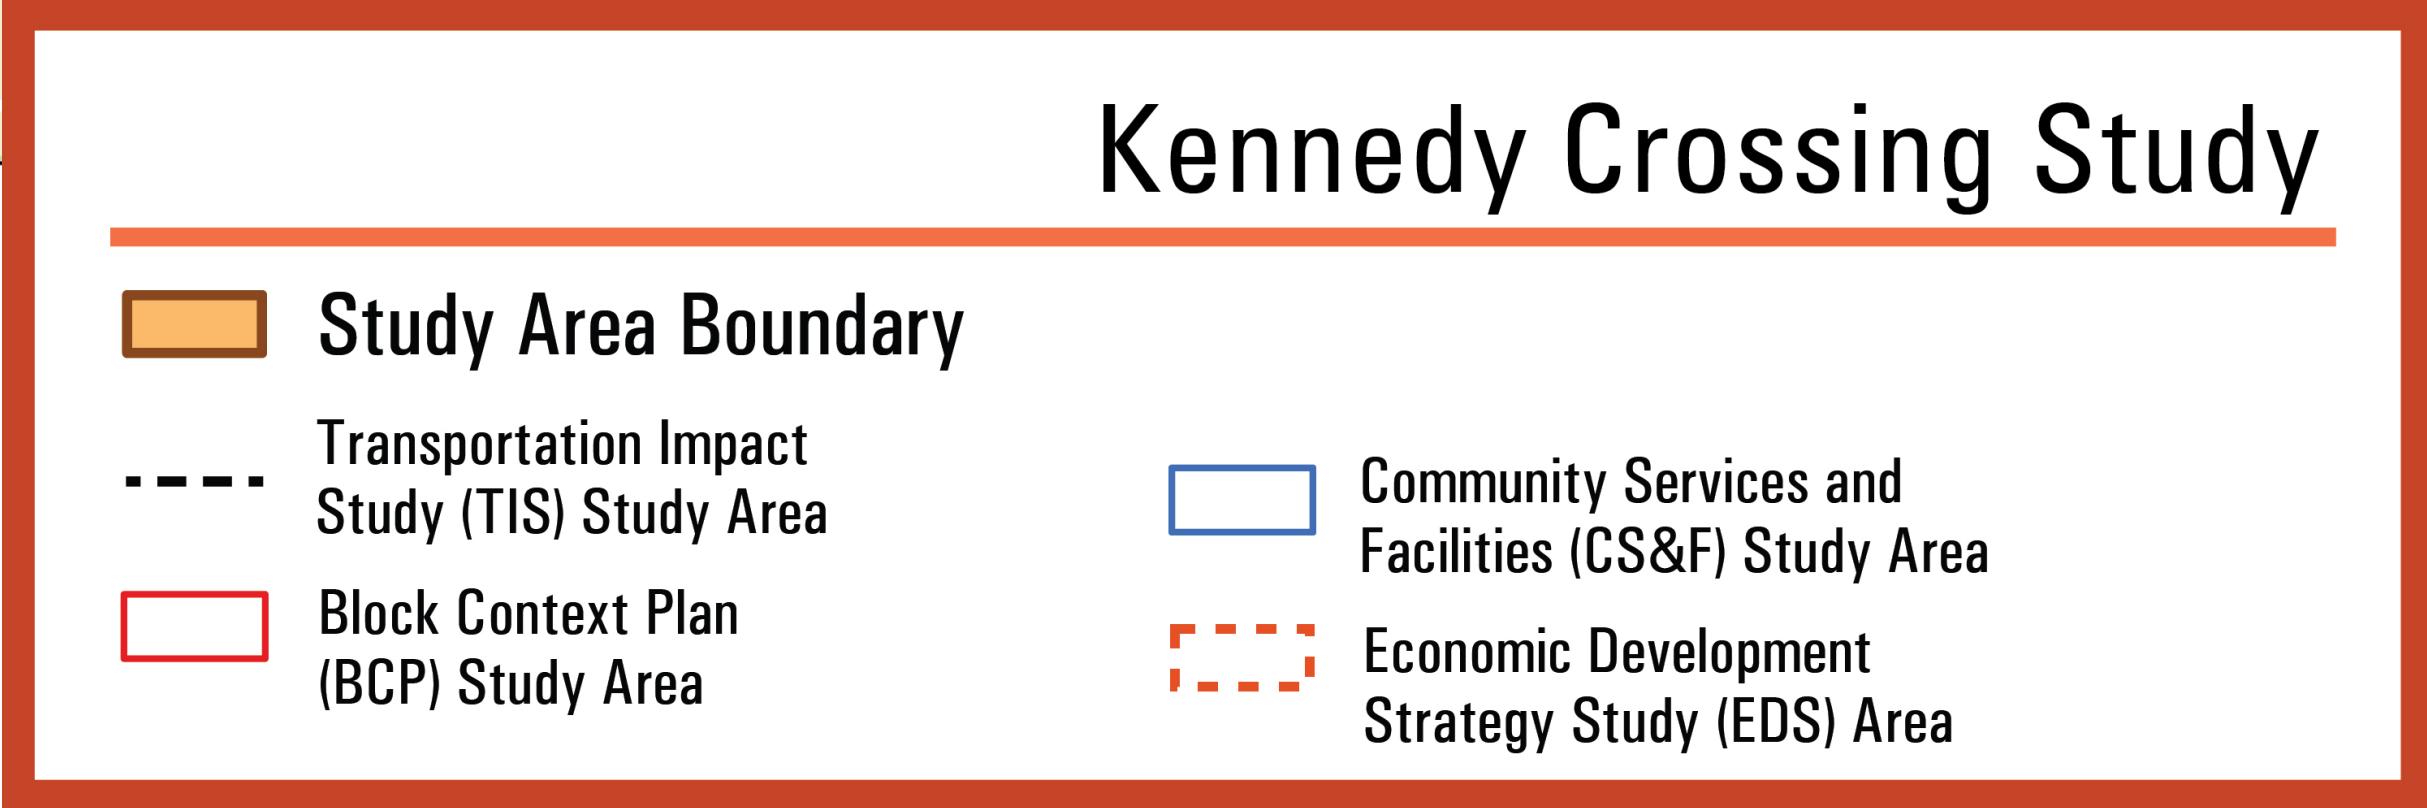 Kennedy Crossing Study
Study Area Boundary
Transportation Impact
Study (TIS) Study Area
Block Context Plan
(BCP) Study Area
Community Services and
Facilities (CS&F) Study Area
Economic Development
Strategy Study (EDS) Area